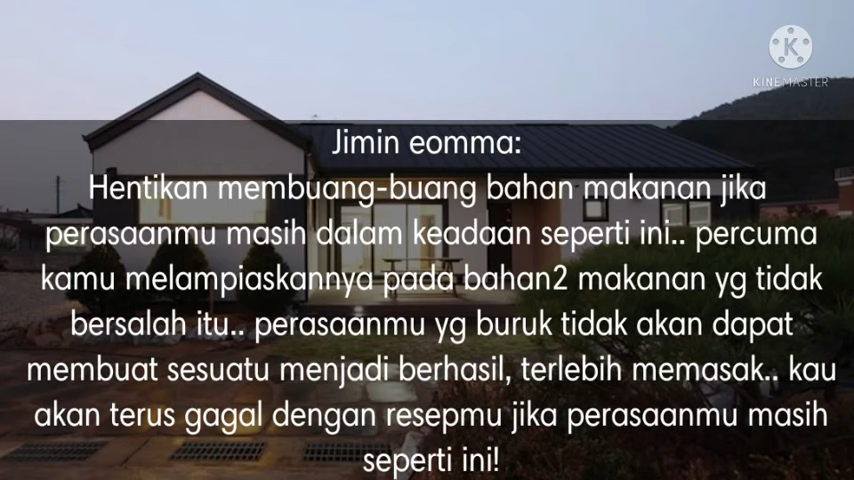 KINEMASTER
Jimin eomma:
Hentikan membuang-buang bahan makanan jika
perasaanmu masih dalam keadaan seperti ini.. percuma
kamu melampiaskannya pada bahan2 makanan yg tidak
bersalah itu.. perasaanmu yg buruk tidak akan dapat
membuat sesuatu menjadi berhasil, terlebih memasak.. kau
akan terus gagal dengan resepmu jika perasaanmu masih
seperti ini!